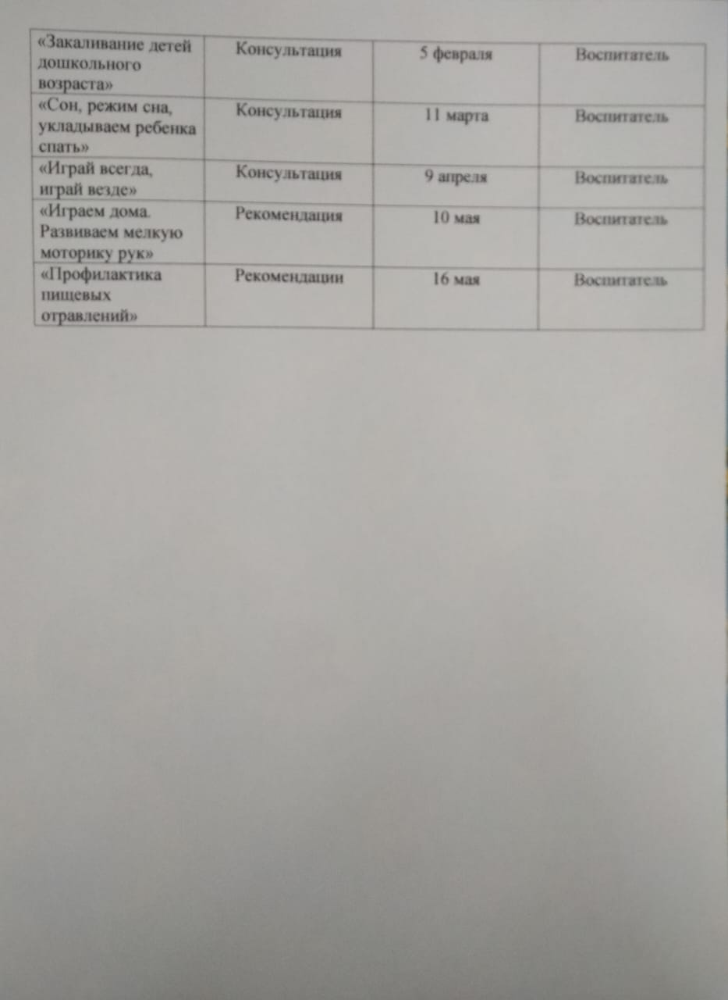 «Закаливание детей Консультация 5 февраля Воспитатель
дошкольного
возраста»
«Сон, режим сна, Консультация 11 марта Воспитатель
укладываем ребенка
спать»
«Играй всегда, Консультация 9 апреля Воспитатель
играй везде»
«Играем дома. Рекомендация 10 мая Воспитатель
Развиваем мелкую
моторику рук»
«Профилактика Рекомендации 16 мая Воспитатель
пищевых
отравлений»